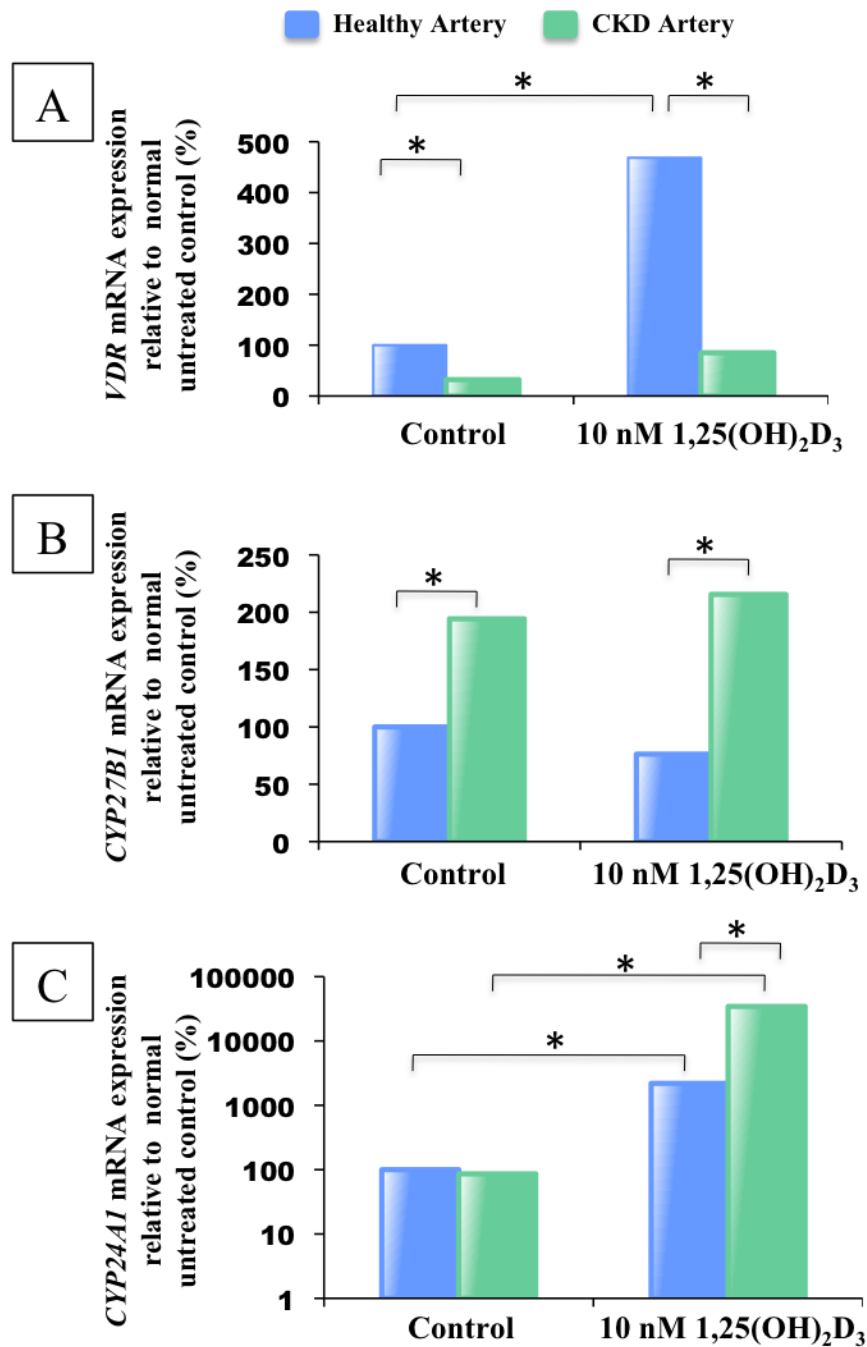 Healthy Artery CKD Artery
A
VDR mRNA expression
relative to normal
untreated control (%)
* *
*
500
400
300
200
100
0
Control 10 nM 1,25(OH)₂D₃
B
CYP27B1 mRNA expression
relative to normal
untreated control (%)
* *
250
200
150
100
50
0
Control 10 nM 1,25(OH)₂D₃
C
CYP24A1 mRNA expression
relative to normal
untreated control (%)
*
*
*
100000
10000
1000
100
10
1
Control 10 nM 1,25(OH)₂D₃